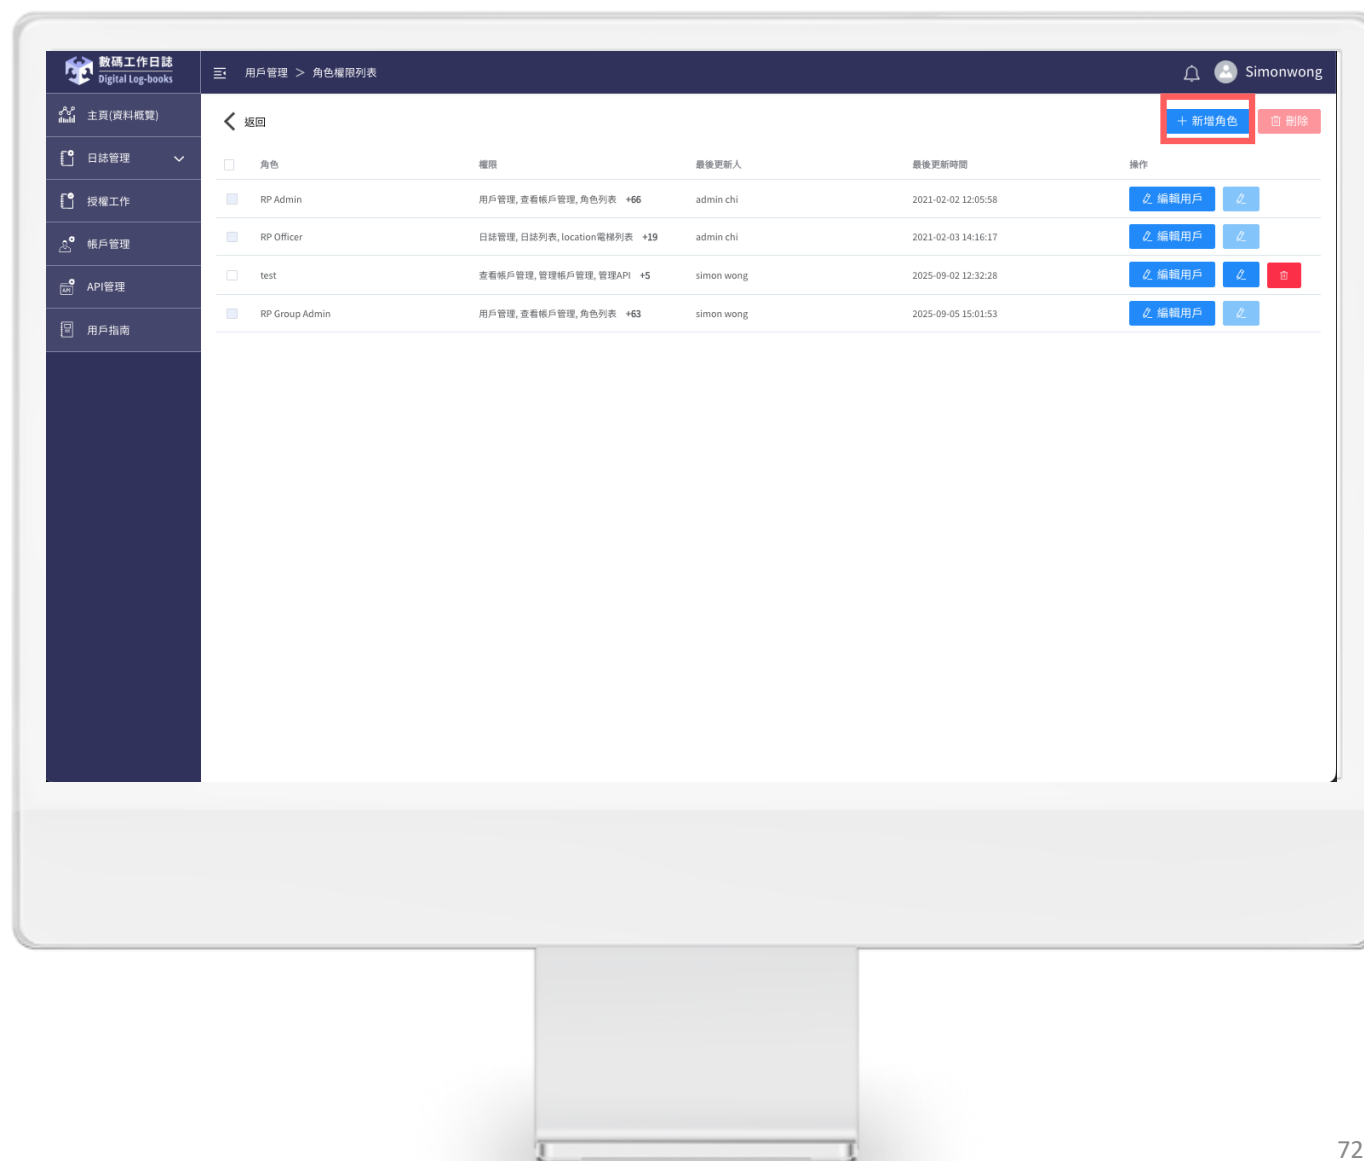 數碼工作日誌
Digital Log-books
用戶管理 > 角色權限列表
Simonwong
主頁(資料概覽)
日誌管理
授權工作
帳戶管理
API管理
用戶指南
返回
+ 新增角色
刪除
角色 權限 最後更新人 最後更新時間 操作
RP Admin 用戶管理, 查看帳戶管理, 角色列表 +66 admin chi 2021-02-02 12:05:58 編輯用戶
RP Officer 日誌管理, 日誌列表, location電梯列表 +19 admin chi 2021-02-03 14:16:17 編輯用戶
test 查看帳戶管理, 管理帳戶管理, 管理API +5 simon wong 2025-09-02 12:32:28 編輯用戶
RP Group Admin 用戶管理, 查看帳戶管理, 角色列表 +63 simon wong 2025-09-05 15:01:53 編輯用戶
72